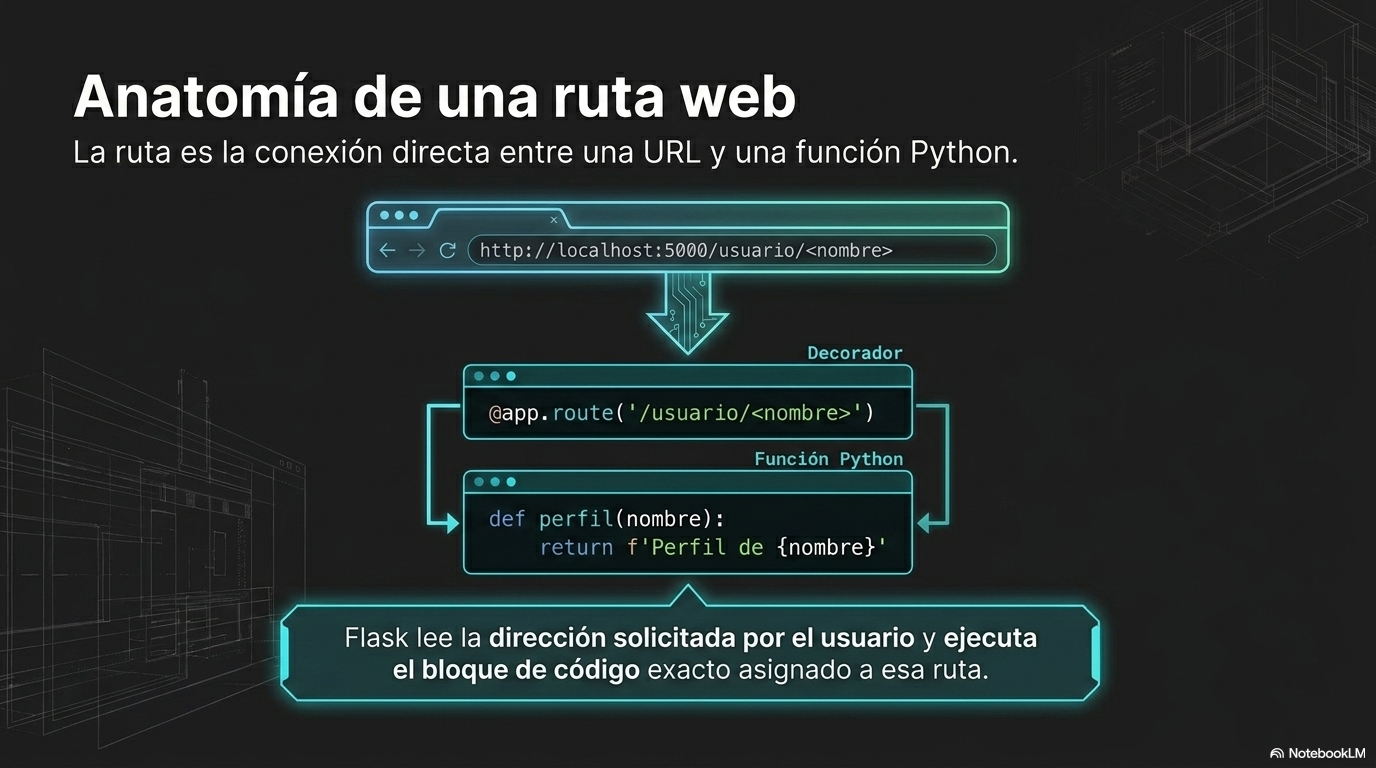 Anatomía de una ruta web
La ruta es la conexión directa entre una URL y una función Python.
http://localhost:5000/usuario/<nombre>
Decorador
@app.route('/usuario/<nombre>')
Función Python
def perfil(nombre):
    return f'Perfil de {nombre}'
Flask lee la dirección solicitada por el usuario y ejecuta
el bloque de código exacto asignado a esa ruta.
NotebookLM